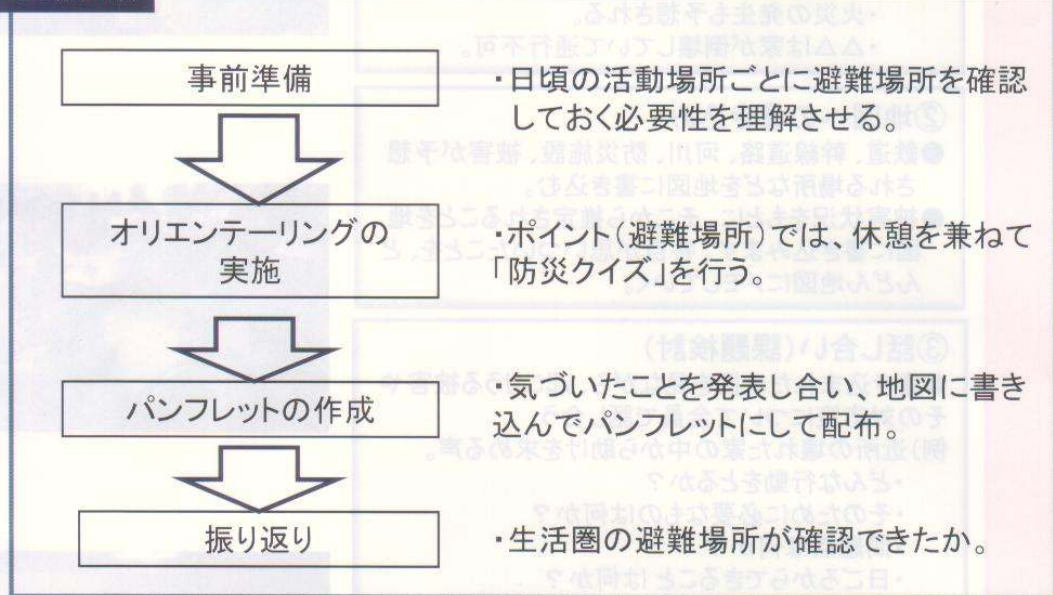 事前準備
・日頃の活動場所ごとに避難場所を確認
しておく必要性を理解させる。
オリエンテーリングの
実施
・ポイント（避難場所）では、休憩を兼ねて
「防災クイズ」を行う。
パンフレットの作成
・気づいたことを発表し合い、地図に書き
込んでパンフレットにして配布。
振り返り
・生活圏の避難場所が確認できたか。